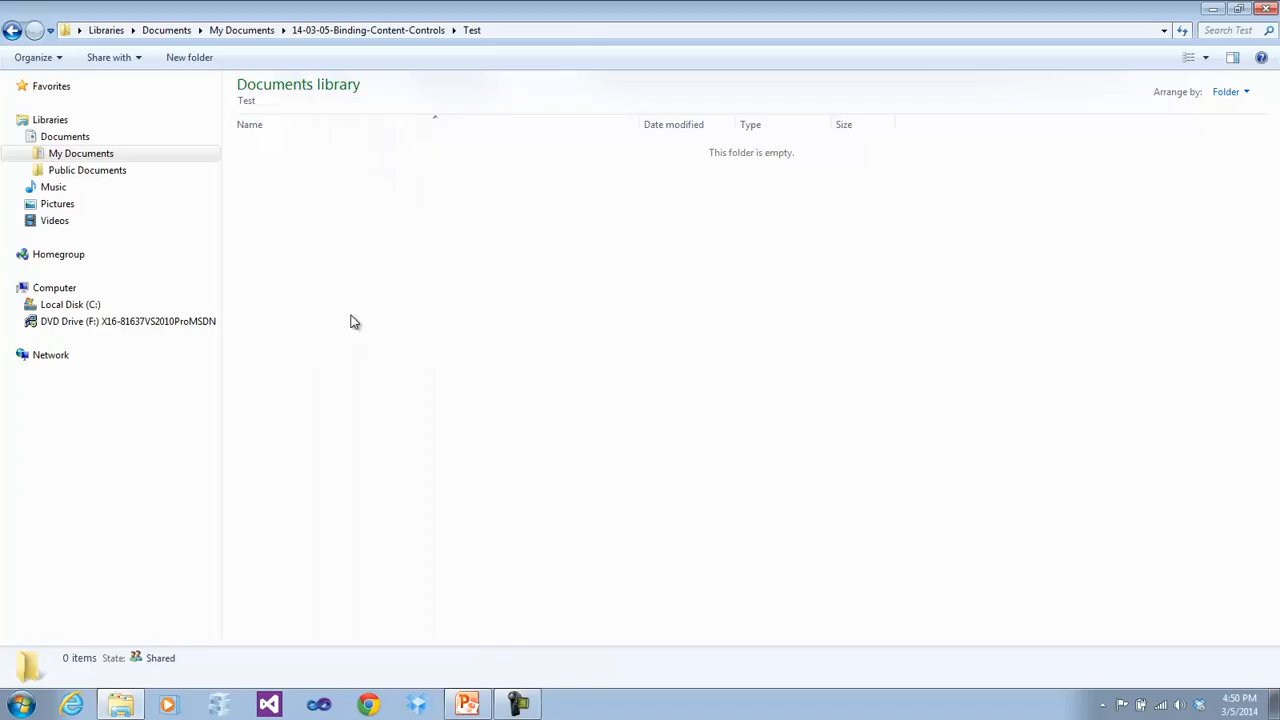 Libraries Documents My Documents 14-03-05-Binding-Content-Controls Test Search Test
Organize Share with New folder
Favorites
Libraries
Documents
My Documents
Public Documents
Music
Pictures
Videos
Homegroup
Computer
Local Disk (C:)
DVD Drive (F:) X16-81637VS2010ProMSDN
Network
Documents library
Test
Arrange by: Folder
Name Date modified Type Size
This folder is empty.
0 items State: Shared
4:50 PM
3/5/2014